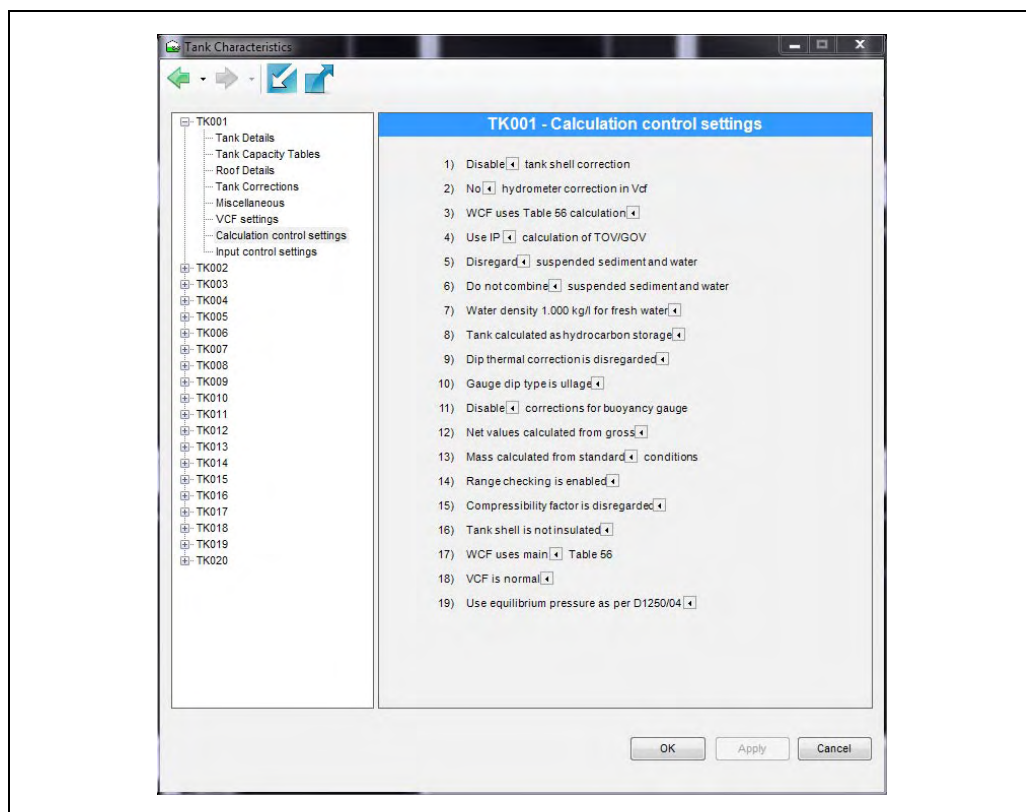 Tank Characteristics
TK001
Tank Details
Tank Capacity Tables
Roof Details
Tank Corrections
Miscellaneous
VCF settings
Calculation control settings
Input control settings
TK002
TK003
TK004
TK005
TK006
TK007
TK008
TK009
TK010
TK011
TK012
TK013
TK014
TK015
TK016
TK017
TK018
TK019
TK020
TK001 - Calculation control settings
1) Disable tank shell correction
2) No hydrometer correction in Vcf
3) WCF uses Table 56 calculation
4) Use IP calculation of TOV/GOV
5) Disregard suspended sediment and water
6) Do not combine suspended sediment and water
7) Water density 1.000 kg/l for fresh water
8) Tank calculated as hydrocarbon storage
9) Dip thermal correction is disregarded
10) Gauge dip type is ullage
11) Disable corrections for buoyancy gauge
12) Net values calculated from gross
13) Mass calculated from standard conditions
14) Range checking is enabled
15) Compressibility factor is disregarded
16) Tank shell is not insulated
17) WCF uses main Table 56
18) VCF is normal
19) Use equilibrium pressure as per D1250/04
OK Apply Cancel